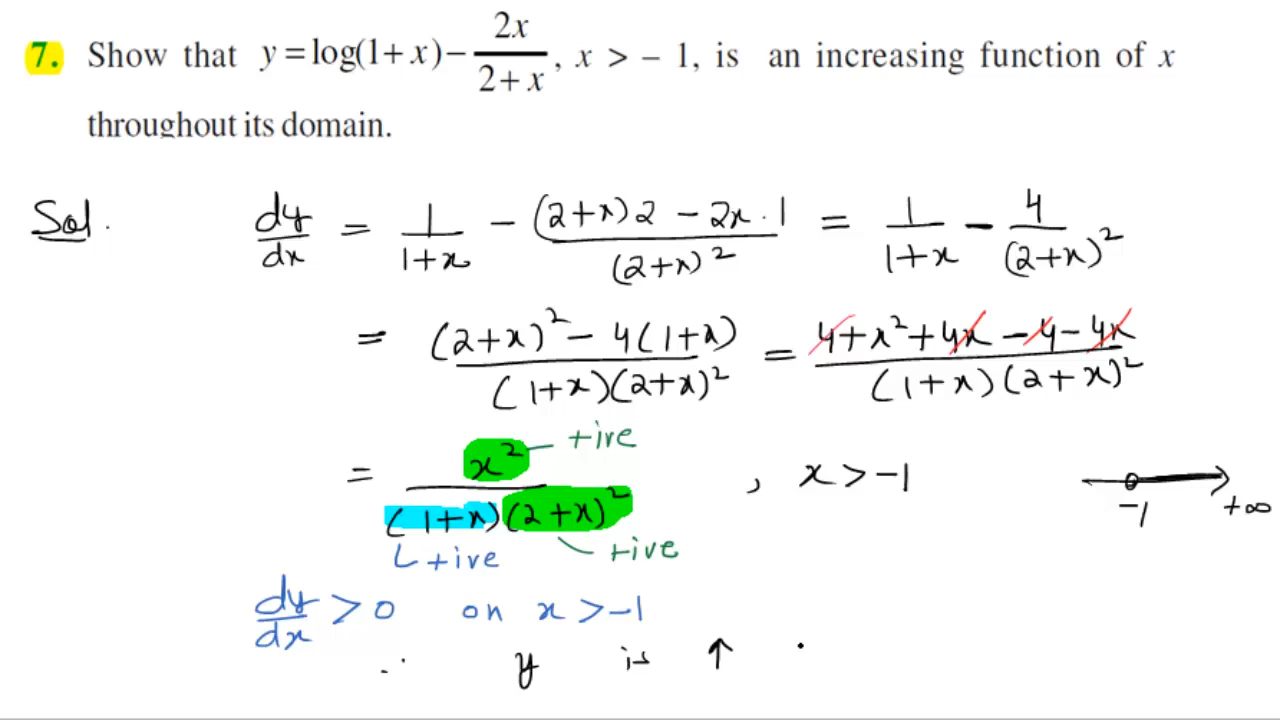 7. Show that y = log(1 + x) − 2x/(2 + x), x > − 1, is an increasing function of x
throughout its domain.
Sol. dy/dx = 1/(1+x) − ((2+x)2 − 2x·1)/(2+x)² = 1/(1+x) − 4/(2+x)²
= ((2+x)² − 4(1+x))/((1+x)(2+x)²) = (4+x²+4x − 4 − 4x)/((1+x)(2+x)²)
= x²/((1+x)(2+x)²) , x > −1
+ive
+ive
+ive
−1 +∞
dy/dx > 0 on x > −1
∴ y is ↑ .